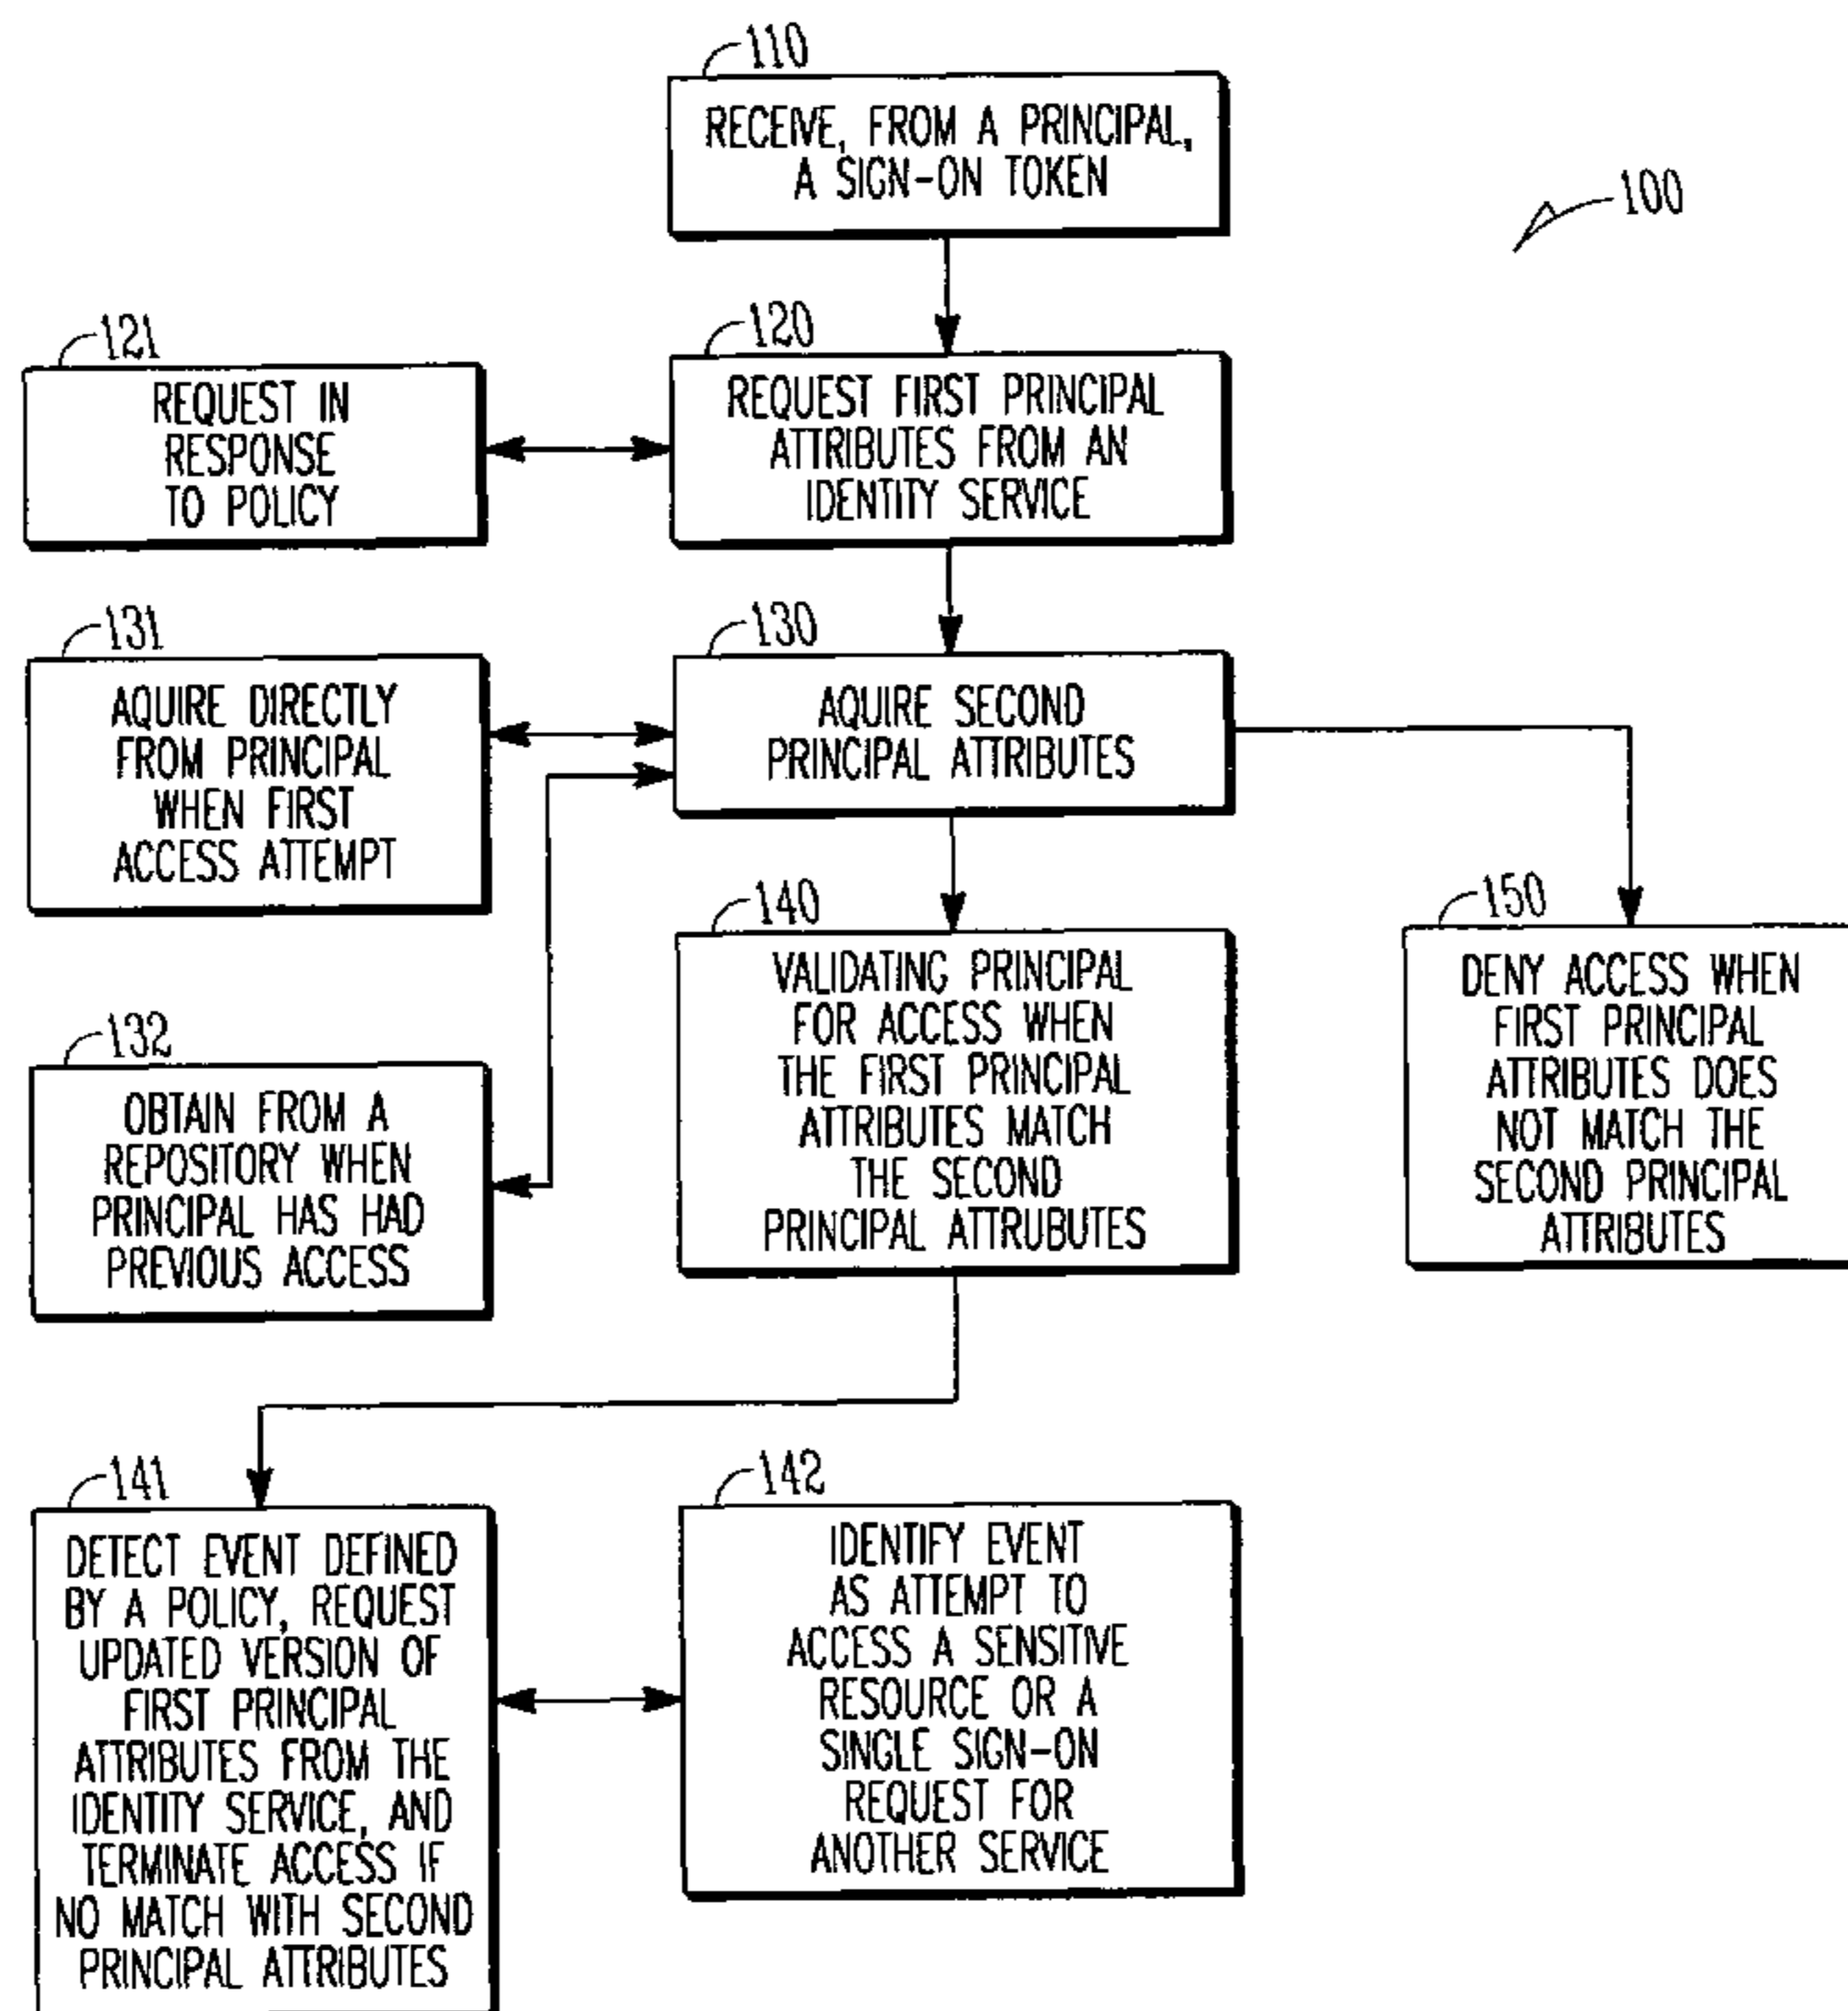 110
RECEIVE, FROM A PRINCIPAL,
A SIGN-ON TOKEN
100
121
REQUEST IN
RESPONSE
TO POLICY
120
REQUEST FIRST PRINCIPAL
ATTRIBUTES FROM AN
IDENTITY SERVICE
131
AQUIRE DIRECTLY
FROM PRINCIPAL
WHEN FIRST
ACCESS ATTEMPT
130
AQUIRE SECOND
PRINCIPAL ATTRIBUTES
132
OBTAIN FROM A
REPOSITORY WHEN
PRINCIPAL HAS HAD
PREVIOUS ACCESS
140
VALIDATING PRINCIPAL
FOR ACCESS WHEN
THE FIRST PRINCIPAL
ATTRIBUTES MATCH
THE SECOND
PRINCIPAL ATTRUBUTES
150
DENY ACCESS WHEN
FIRST PRINCIPAL
ATTRIBUTES DOES
NOT MATCH THE
SECOND PRINCIPAL
ATTRIBUTES
141
DETECT EVENT DEFINED
BY A POLICY, REQUEST
UPDATED VERSION OF
FIRST PRINCIPAL
ATTRIBUTES FROM THE
IDENTITY SERVICE, AND
TERMINATE ACCESS IF
NO MATCH WITH SECOND
PRINCIPAL ATTRIBUTES
142
IDENTIFY EVENT
AS ATTEMPT TO
ACCESS A SENSITIVE
RESOURCE OR A
SINGLE SIGN-ON
REQUEST FOR
ANOTHER SERVICE